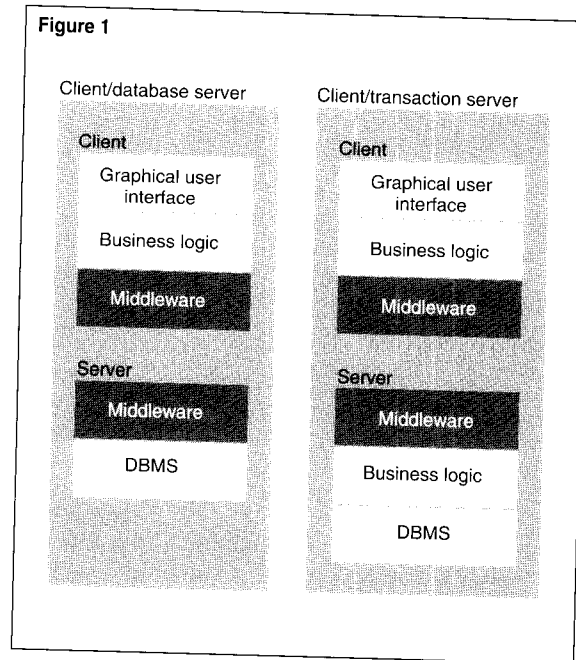 Figure 1
Client/database server
Client
Graphical user
interface
Business logic
Middleware
Server
Middleware
DBMS
Client/transaction server
Client
Graphical user
interface
Business logic
Middleware
Server
Middleware
Business logic
DBMS